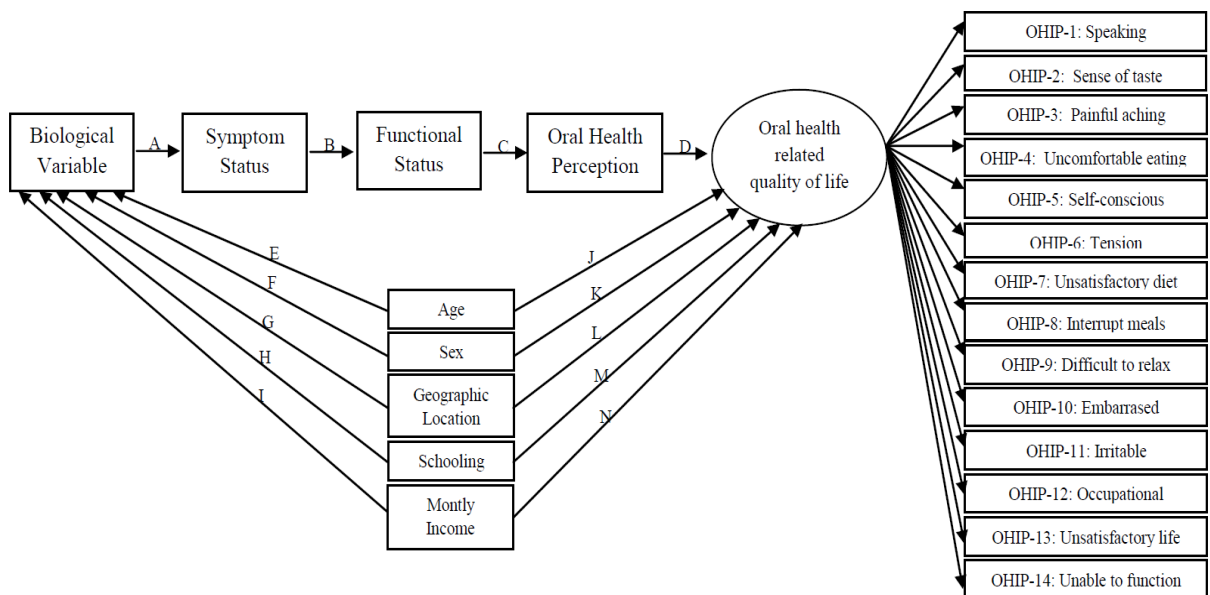 Biological
Variable
A
Symptom
Status
B
Functional
Status
C
Oral Health
Perception
D
Oral health
related
quality of life
E
F
G
H
I
Age
Sex
Geographic
Location
Schooling
Montly
Income
J
K
L
M
N
OHIP-1: Speaking
OHIP-2: Sense of taste
OHIP-3: Painful aching
OHIP-4: Uncomfortable eating
OHIP-5: Self-conscious
OHIP-6: Tension
OHIP-7: Unsatisfactory diet
OHIP-8: Interrupt meals
OHIP-9: Difficult to relax
OHIP-10: Embarrased
OHIP-11: Irritable
OHIP-12: Occupational
OHIP-13: Unsatisfactory life
OHIP-14: Unable to function